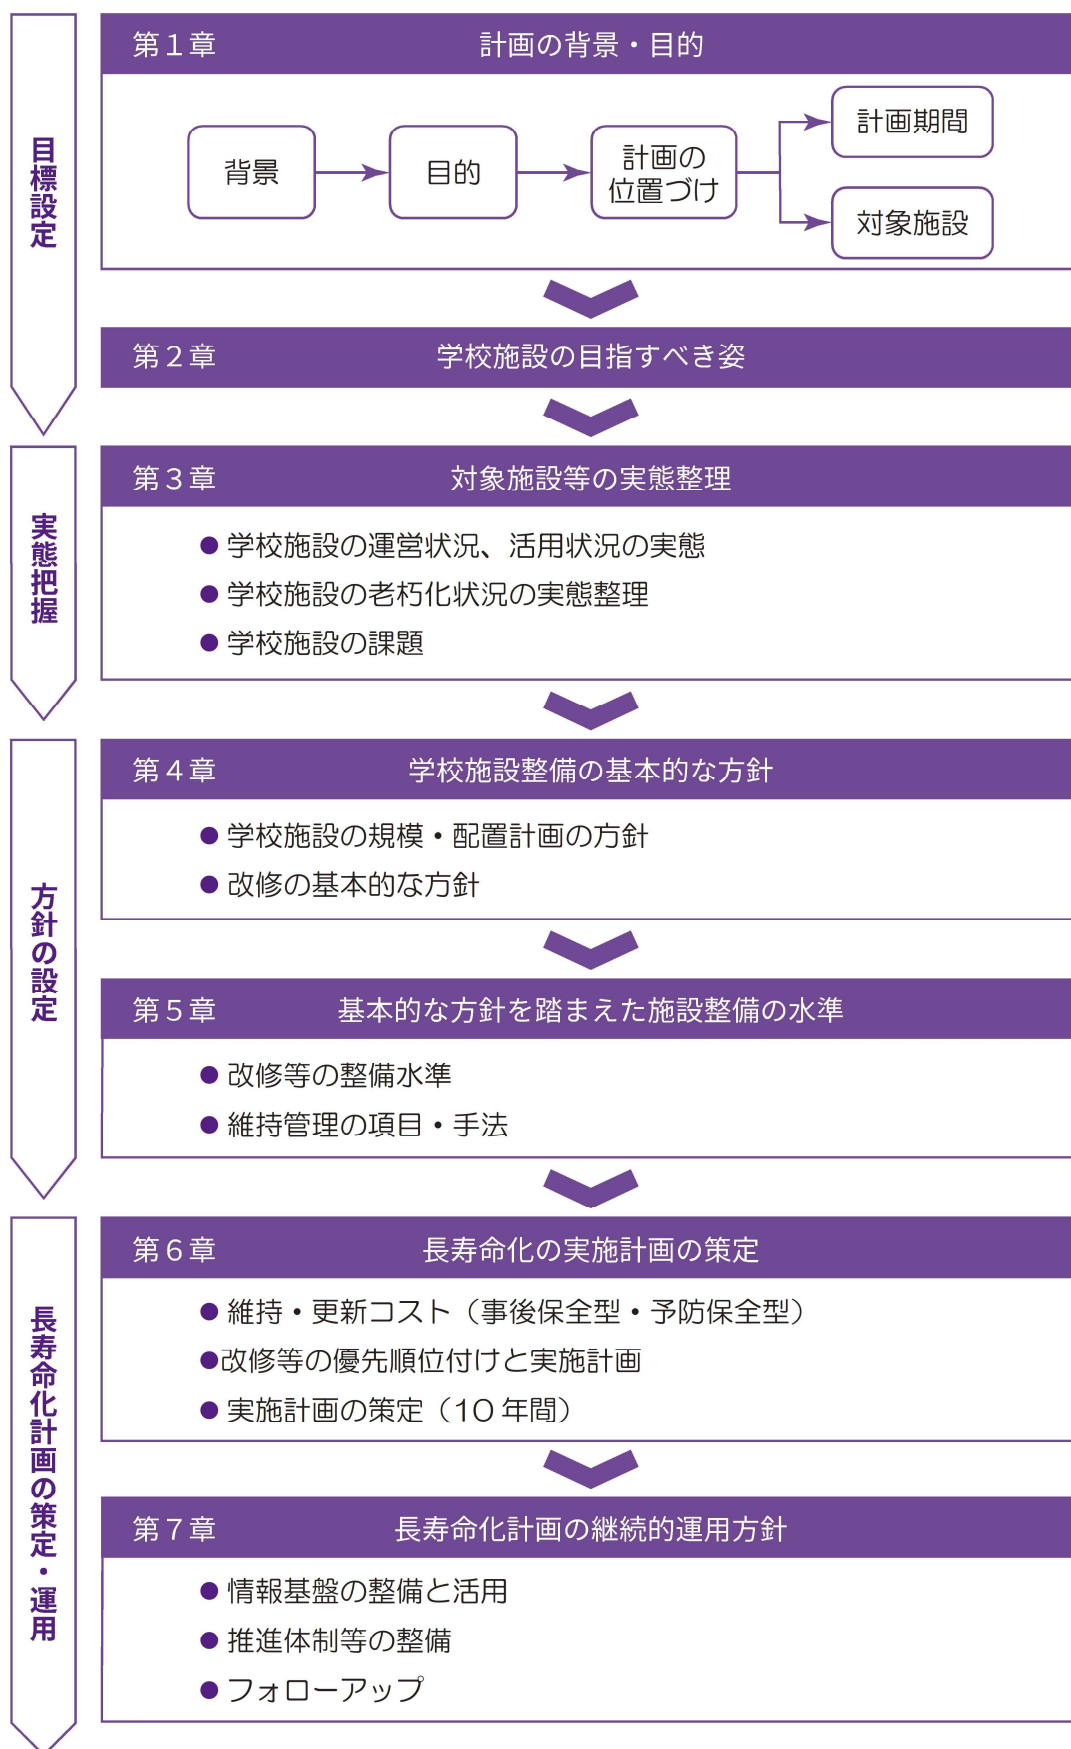 目標設定
第１章 計画の背景・目的
背景
目的
計画の
位置づけ
計画期間
対象施設
第２章 学校施設の目指すべき姿
実態把握
第３章 対象施設等の実態整理
● 学校施設の運営状況、活用状況の実態
● 学校施設の老朽化状況の実態整理
● 学校施設の課題
方針の設定
第４章 学校施設整備の基本的な方針
● 学校施設の規模・配置計画の方針
● 改修の基本的な方針
第５章 基本的な方針を踏まえた施設整備の水準
● 改修等の整備水準
● 維持管理の項目・手法
長寿命化計画の策定・運用
第６章 長寿命化の実施計画の策定
● 維持・更新コスト（事後保全型・予防保全型）
● 改修等の優先順位付けと実施計画
● 実施計画の策定（10 年間）
第７章 長寿命化計画の継続的運用方針
● 情報基盤の整備と活用
● 推進体制等の整備
● フォローアップ